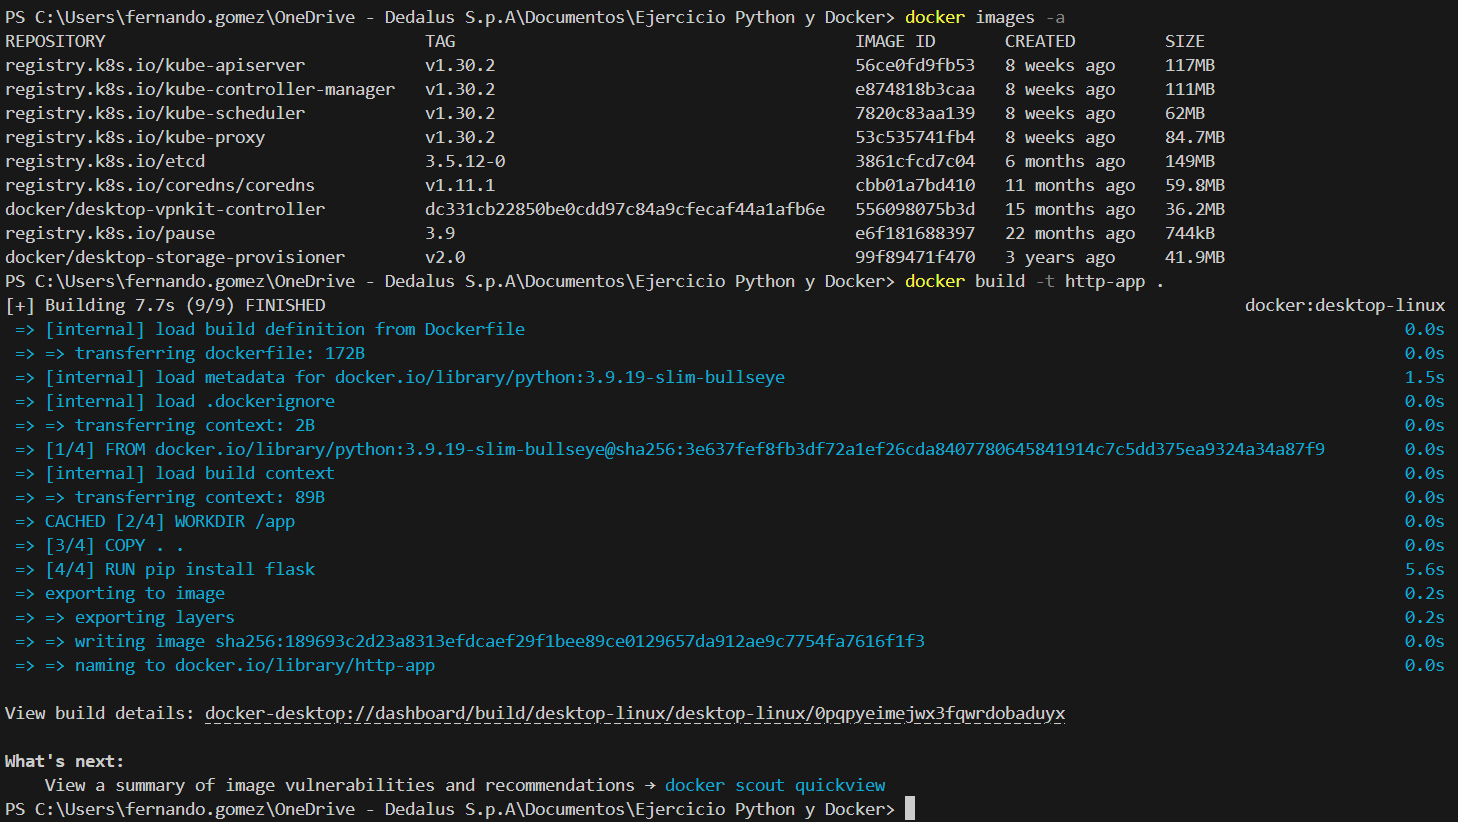 PS C:\Users\fernando.gomez\OneDrive - Dedalus S.p.A\Documentos\Ejercicio Python y Docker> docker images -a
REPOSITORY TAG IMAGE ID CREATED SIZE
registry.k8s.io/kube-apiserver v1.30.2 56ce0fd9fb53 8 weeks ago 117MB
registry.k8s.io/kube-controller-manager v1.30.2 e874818b3caa 8 weeks ago 111MB
registry.k8s.io/kube-scheduler v1.30.2 7820c83aa139 8 weeks ago 62MB
registry.k8s.io/kube-proxy v1.30.2 53c535741fb4 8 weeks ago 84.7MB
registry.k8s.io/etcd 3.5.12-0 3861cfcd7c04 6 months ago 149MB
registry.k8s.io/coredns/coredns v1.11.1 cbb01a7bd410 11 months ago 59.8MB
docker/desktop-vpnkit-controller dc331cb22850be0cdd97c84a9cfecaf44a1afb6e 556098075b3d 15 months ago 36.2MB
registry.k8s.io/pause 3.9 e6f181688397 22 months ago 744kB
docker/desktop-storage-provisioner v2.0 99f89471f470 3 years ago 41.9MB
PS C:\Users\fernando.gomez\OneDrive - Dedalus S.p.A\Documentos\Ejercicio Python y Docker> docker build -t http-app .
[+] Building 7.7s (9/9) FINISHED docker:desktop-linux
=> [internal] load build definition from Dockerfile 0.0s
=> => transferring dockerfile: 172B 0.0s
=> [internal] load metadata for docker.io/library/python:3.9.19-slim-bullseye 1.5s
=> [internal] load .dockerignore 0.0s
=> => transferring context: 2B 0.0s
=> [1/4] FROM docker.io/library/python:3.9.19-slim-bullseye@sha256:3e637fef8fb3df72a1ef26cda8407780645841914c7c5dd375ea9324a34a87f9 0.0s
=> [internal] load build context 0.0s
=> => transferring context: 89B 0.0s
=> CACHED [2/4] WORKDIR /app 0.0s
=> [3/4] COPY . . 0.0s
=> [4/4] RUN pip install flask 5.6s
=> exporting to image 0.2s
=> => exporting layers 0.2s
=> => writing image sha256:189693c2d23a8313efdcaef29f1bee89ce0129657da912ae9c7754fa7616f1f3 0.0s
=> => naming to docker.io/library/http-app 0.0s
View build details: docker-desktop://dashboard/build/desktop-linux/desktop-linux/0pqpyeimejwx3fqwrdobaduyx
What's next:
View a summary of image vulnerabilities and recommendations → docker scout quickview
PS C:\Users\fernando.gomez\OneDrive - Dedalus S.p.A\Documentos\Ejercicio Python y Docker>